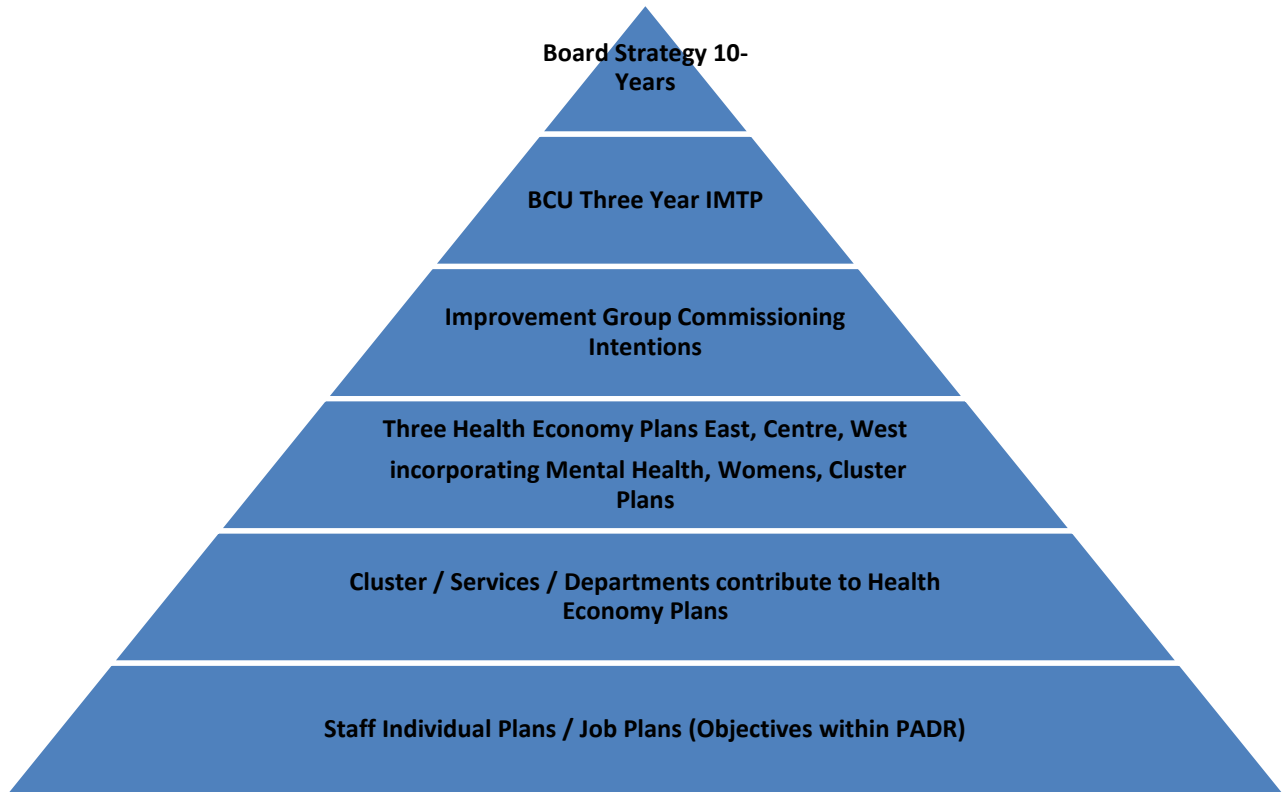 Board Strategy 10-
Years
BCU Three Year IMTP
Improvement Group Commissioning
Intentions
Three Health Economy Plans East, Centre, West
incorporating Mental Health, Womens, Cluster
Plans
Cluster / Services / Departments contribute to Health
Economy Plans
Staff Individual Plans / Job Plans (Objectives within PADR)